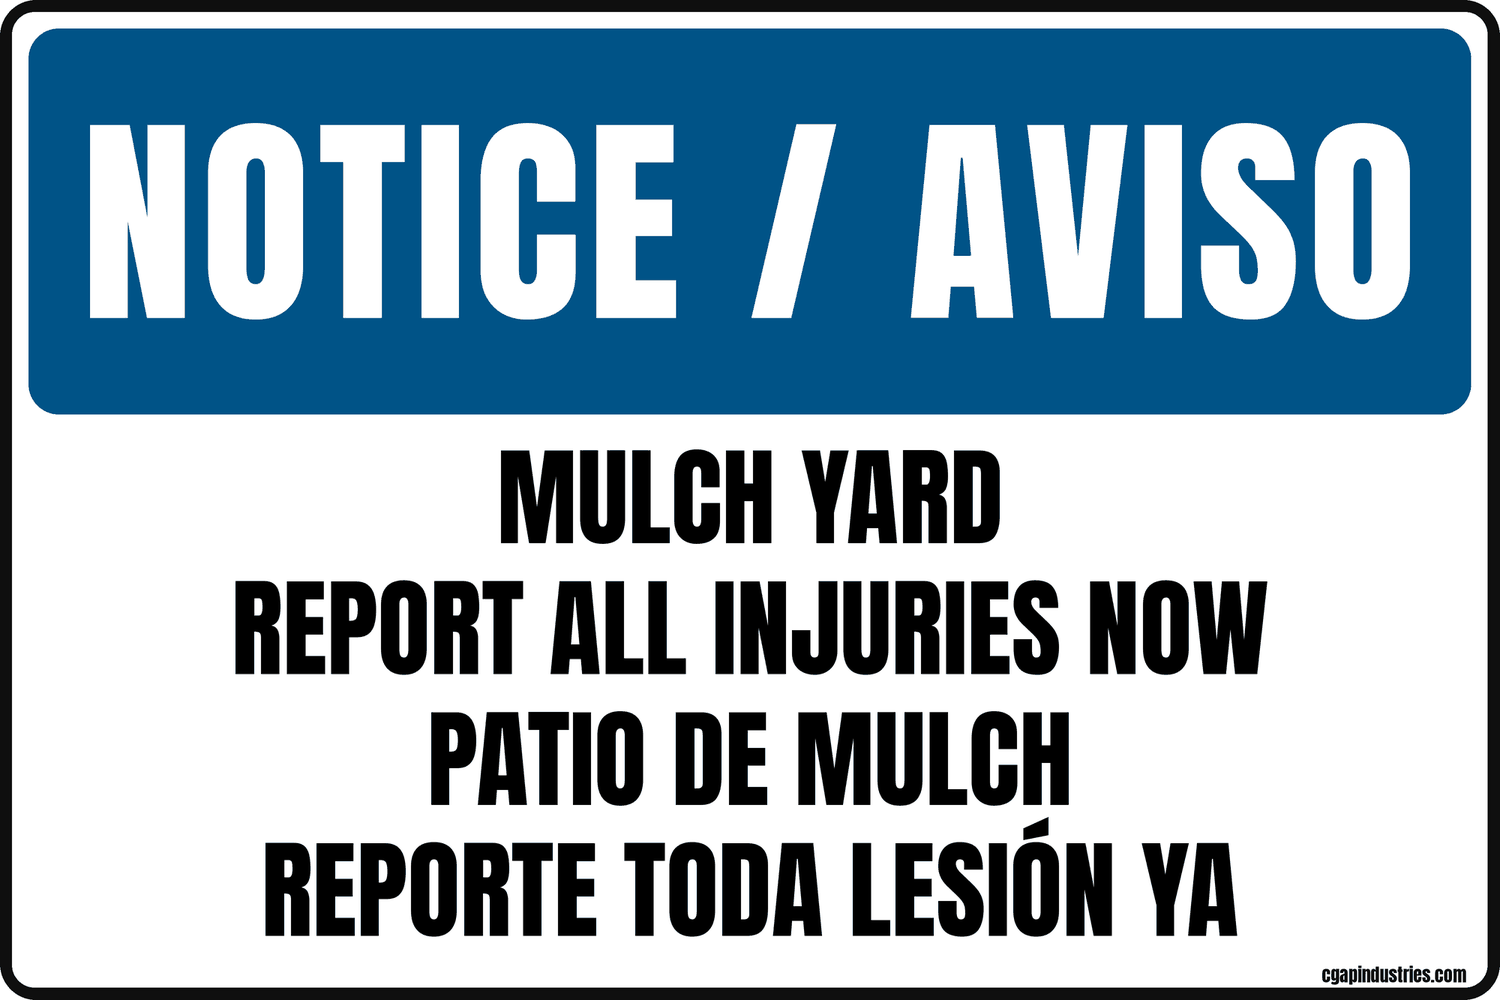 NOTICE / AVISO
MULCH YARD
REPORT ALL INJURIES NOW
PATIO DE MULCH
REPORTE TODA LESIÓN YA
cgapindustries.com